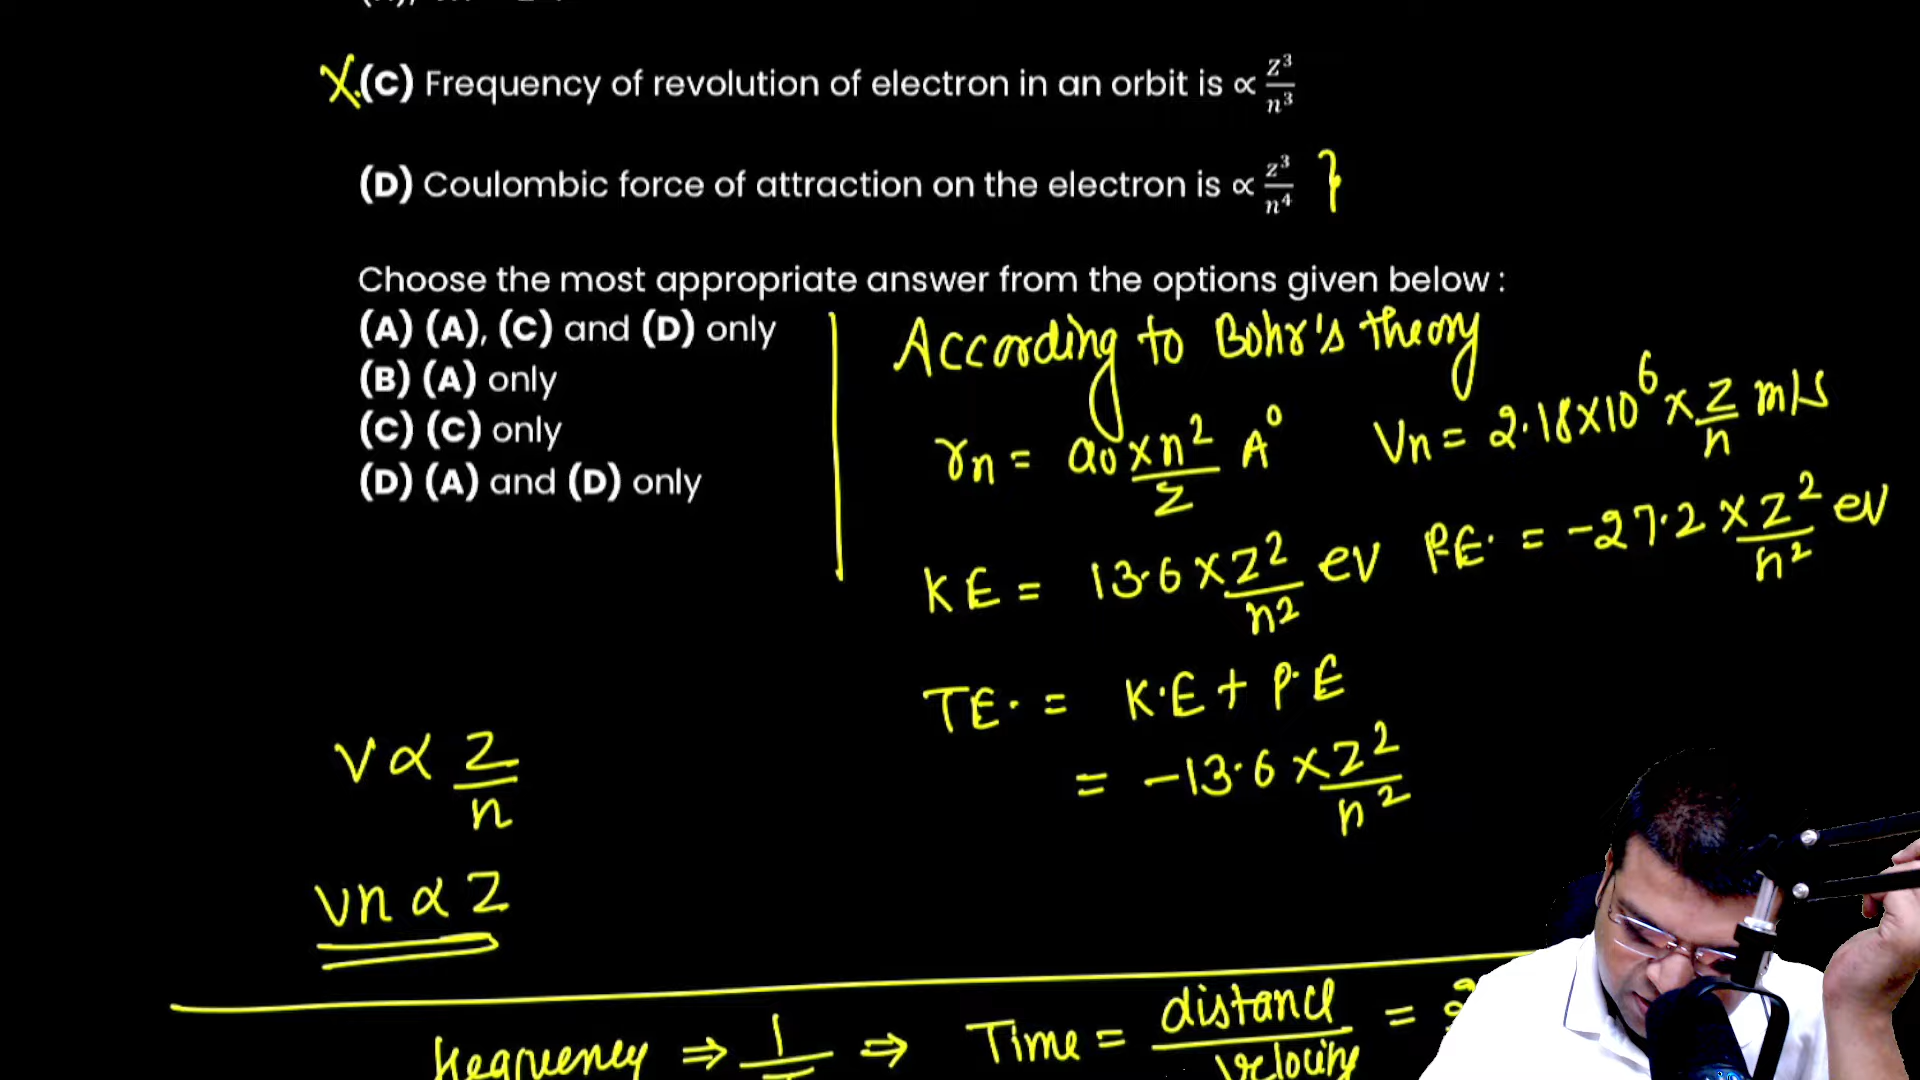 X.(C) Frequency of revolution of electron in an orbit is ∝ z³/n³
(D) Coulombic force of attraction on the electron is ∝ z³/n⁴ }
Choose the most appropriate answer from the options given below :
(A) (A), (C) and (D) only
(B) (A) only
(C) (C) only
(D) (A) and (D) only
According to Bohr's theory
rn = a0 × n²/Z A° Vn = 2.18×10⁶ × Z/n m/s
KE = 13.6 × Z²/n² eV P.E. = -27.2 × Z²/n² eV
TE. = K.E + P.E
= -13.6 × Z²/n²
V ∝ Z/n
Vn ∝ Z
frequency ⇒ 1/T ⇒ Time = distance/velocity =